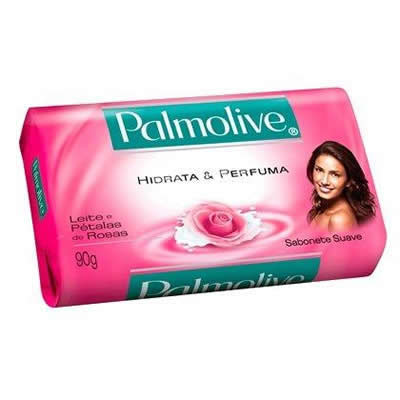 Palmolive®
HIDRATA & PERFUMA
Leite e
Pétalas
de Rosas
90g
Sabonete Suave
Palmolive